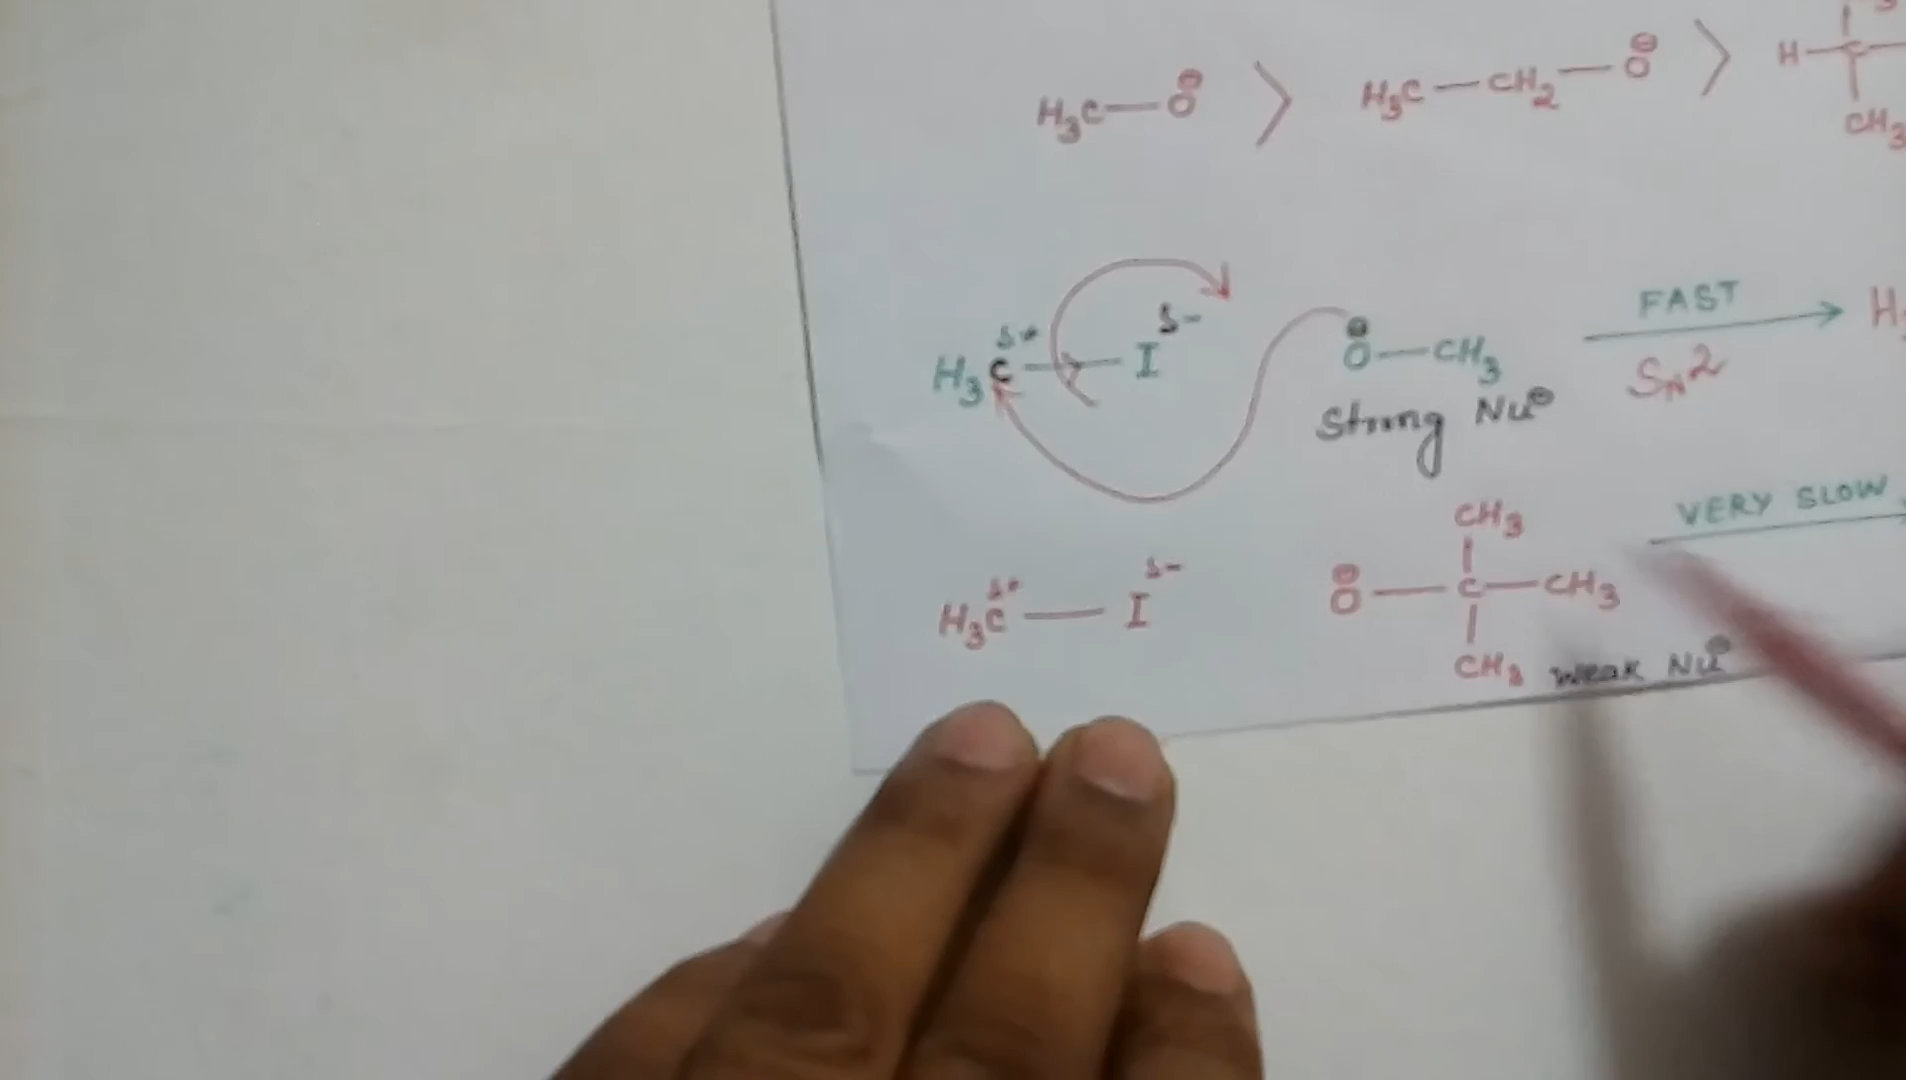 H₃C—O⊖ > H₃C—CH₂—O⊖ > H—C—
CH₃
H₃C^δ+—I^δ- O⊖—CH₃ FAST
Strong Nu⊖ SN2
H₃C^δ+—I^δ- O⊖—C—CH₃ VERY SLOW
CH₃
CH₃
weak Nu⊖